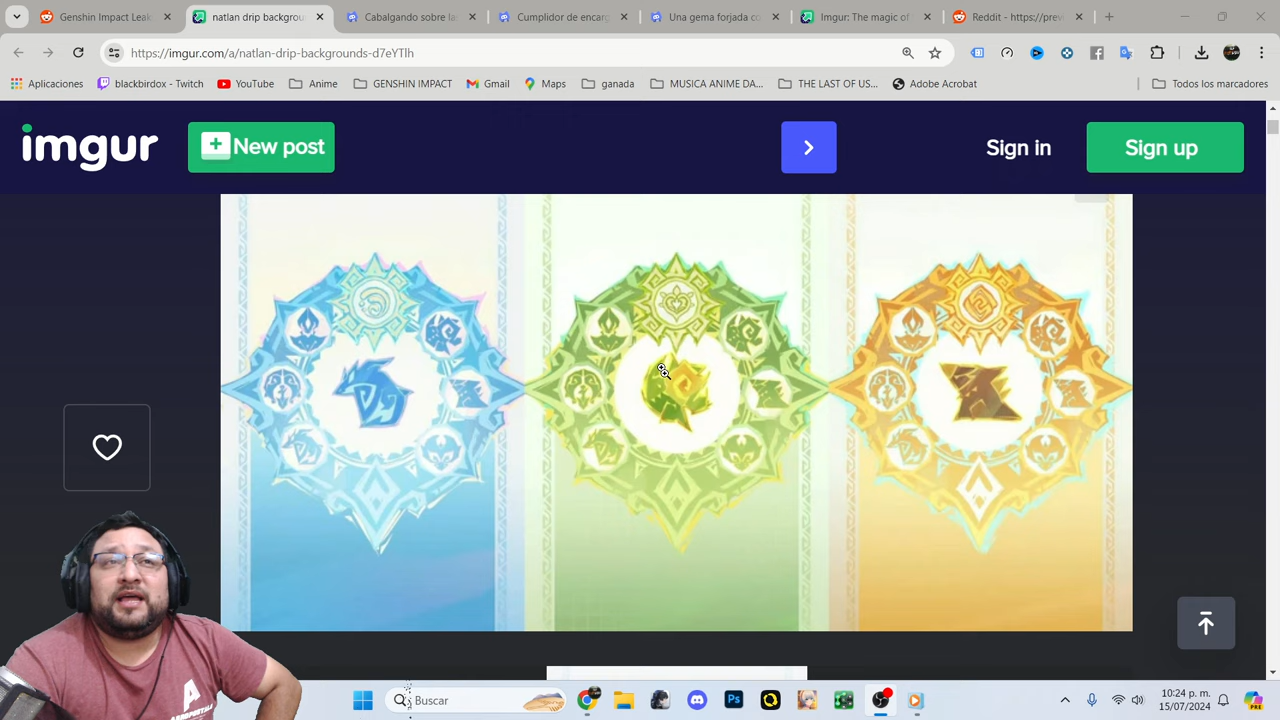 Genshin Impact Leak
natlan drip backgrou
Cabalgando sobre la
Cumplidor de encarg
Una gema forjada co
Imgur: The magic of
Reddit - https://prev
https://imgur.com/a/natlan-drip-backgrounds-d7eYTlh
Aplicaciones
blackbirdox - Twitch
YouTube
Anime
GENSHIN IMPACT
Gmail
Maps
ganada
MUSICA ANIME DA...
THE LAST OF US...
Adobe Acrobat
Todos los marcadores
imgur
New post
Sign in
Sign up
Buscar
Ps
10:24 p. m.
15/07/2024
PRE